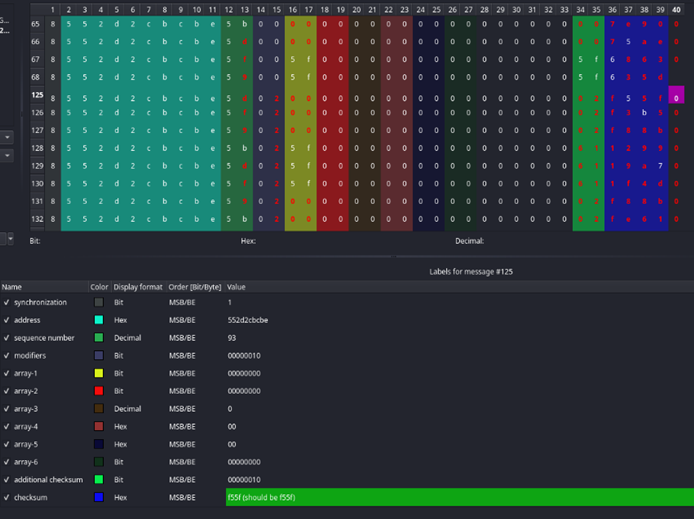 G...
2...
1 2 3 4 5 6 7 8 9 10 11 12 13 14 15 16 17 18 19 20 21 22 23 24 25 26 27 28 29 30 31 32 33 34 35 36 37 38 39 40
65 8 5 5 2 d 2 c b c b e 5 b 0 0 0 0 0 0 0 0 0 0 0 0 0 0 0 0 0 0 0 0 0 0 7 e 9 0 0
66 8 5 5 2 d 2 c b c b e 5 0 0 0 0 0 0 0 0 0 0 0 0 0 0 0 0 0 0 0 0 0 0 7 5 a e 0
67 8 5 5 2 d 2 c b c b e 5 f 0 0 5 f 0 0 0 0 0 0 0 0 0 0 0 0 0 0 0 0 5 f 6 3 0
68 8 5 5 2 d 2 c b c b e 5 0 0 5 f 0 0 0 0 0 0 0 0 0 0 0 0 0 0 0 0 5 f 6 5 d
125 8 5 5 2 d 2 c b c b e 5 d 0 2 0 0 0 0 0 0 0 0 0 0 0 0 0 0 0 0 0 0 0 2 f 5 5 f 0
126 8 5 5 2 d 2 c b c b e 5 0 2 0 0 0 0 0 0 0 0 0 0 0 0 0 0 0 0 0 0 0 2 f 3 b 0
127 8 5 5 2 d 2 c b c b e 5 0 2 0 0 0 0 0 0 0 0 0 0 0 0 0 0 0 0 0 0 0 2 f 8 8 b 0
128 8 5 5 2 d 2 c b c b e 5 b 0 2 5 f 0 0 0 0 0 0 0 0 0 0 0 0 0 0 0 0 f 2 9 9 0
129 8 5 5 2 d 2 c b c b e 5 0 2 5 f 0 0 0 0 0 0 0 0 0 0 0 0 0 0 0 0 f 9 a 7 0
130 8 5 5 2 d 2 c b c b e 5 0 2 5 f 0 0 0 0 0 0 0 0 0 0 0 0 0 0 0 0 f 4 d 0
131 8 5 5 2 d 2 c b c b e 5 0 2 0 0 0 0 0 0 0 0 0 0 0 0 0 0 0 0 0 0 0 2 f 8 8 b 0
132 8 5 5 2 d 2 c b c b e 5 b 0 2 0 0 0 0 0 0 0 0 0 0 0 0 0 0 0 0 0 0 0 2 f e 6 1 0
Bit: Hex: Decimal:
Labels for message #125
Name Color Display format Order [Bit/Byte] Value
synchronization Bit MSB/BE 1
address Hex MSB/BE 552d2cbcbe
sequence number Decimal MSB/BE 93
modifiers Bit MSB/BE 00000010
array-1 Bit MSB/BE 00000000
array-2 Bit MSB/BE 00000000
array-3 Decimal MSB/BE 0
array-4 Hex MSB/BE 00
array-5 Hex MSB/BE 00
array-6 Bit MSB/BE 00000000
additional checksum Bit MSB/BE 00000010
checksum Hex MSB/BE f55f (should be f55f)